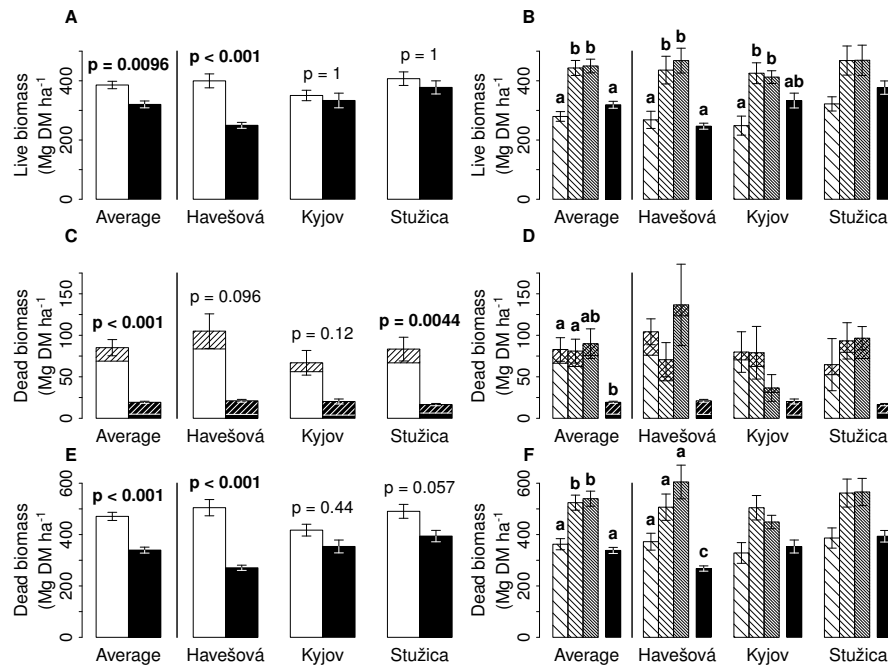 A
Live biomass
(Mg DM ha⁻¹)
0
200
400
p = 0.0096
p < 0.001
p = 1
p = 1
Average
Havešová
Kyjov
Stužica
B
Live biomass
(Mg DM ha⁻¹)
0
200
400
a
b
b
a
a
b
b
a
a
b
b
ab
Average
Havešová
Kyjov
Stužica
C
Dead biomass
(Mg DM ha⁻¹)
0
50
100
150
p < 0.001
p = 0.096
p = 0.12
p = 0.0044
Average
Havešová
Kyjov
Stužica
D
Dead biomass
(Mg DM ha⁻¹)
0
50
100
150
a
a
ab
b
Average
Havešová
Kyjov
Stužica
E
Dead biomass
(Mg DM ha⁻¹)
0
200
400
600
p < 0.001
p < 0.001
p = 0.44
p = 0.057
Average
Havešová
Kyjov
Stužica
F
Dead biomass
(Mg DM ha⁻¹)
0
200
400
600
a
b
b
a
a
a
a
c
Average
Havešová
Kyjov
Stužica